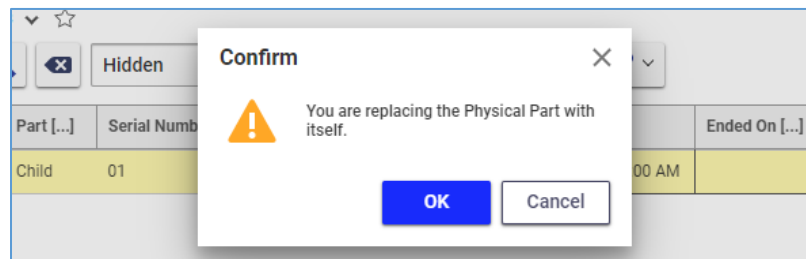 Hidden
Confirm
You are replacing the Physical Part with
itself.
OK
Cancel
Part [...]
Serial Numb
Ended On [...]
Child
01
00 AM